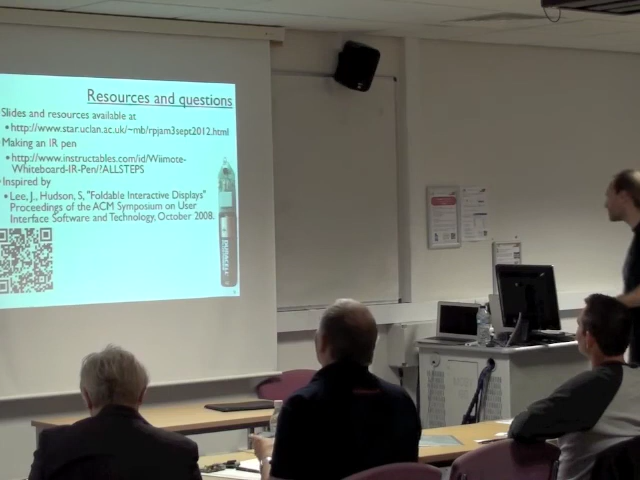 Resources and questions
Slides and resources available at
•http://www.star.uclan.ac.uk/~mb/rpjam3sept2012.html
Making an IR pen
•http://www.instructables.com/id/Wiimote-
Whiteboard-IR-Pen/?ALLSTEPS
Inspired by
•Lee, J., Hudson, S, "Foldable Interactive Displays"
Proceedings of the ACM Symposium on User
Interface Software and Technology, October 2008.
DURACELL